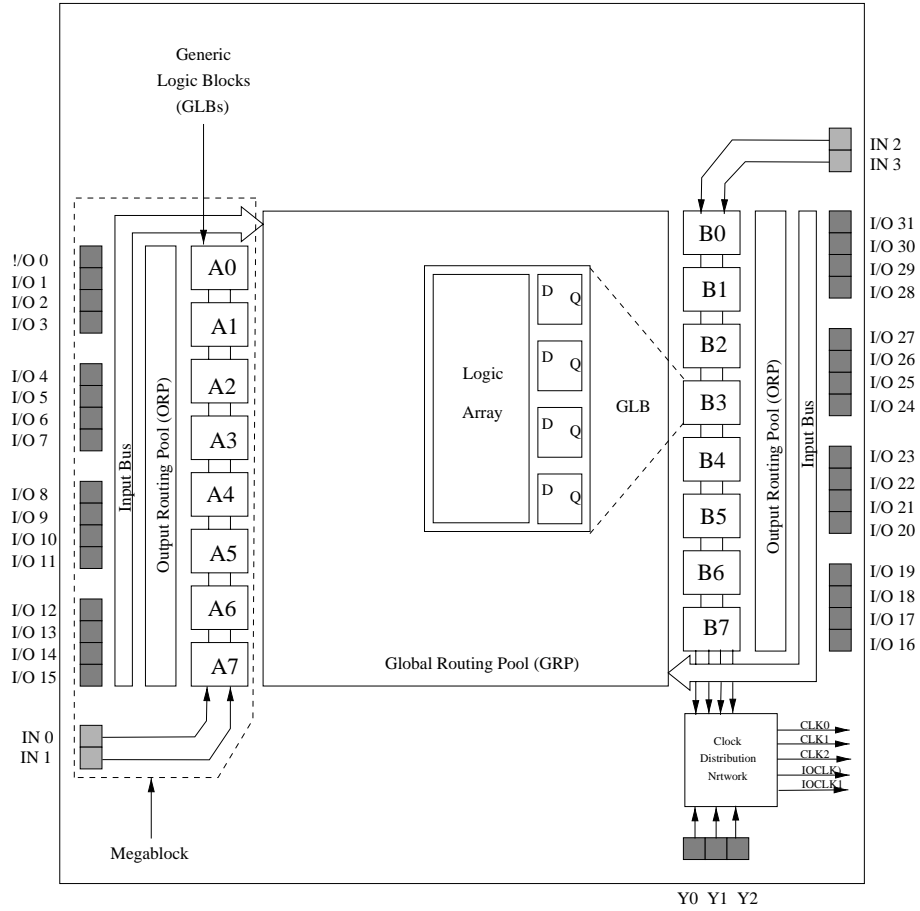 Generic
Logic Blocks
(GLBs)
IN 2
IN 3
!/O 0
I/O 1
I/O 2
I/O 3
I/O 4
I/O 5
I/O 6
I/O 7
I/O 8
I/O 9
I/O 10
I/O 11
I/O 12
I/O 13
I/O 14
I/O 15
IN 0
IN 1
Megablock
Input Bus
Output Routing Pool (ORP)
A0
A1
A2
A3
A4
A5
A6
A7
Logic
Array
D Q
D Q
D Q
D Q
GLB
Global Routing Pool (GRP)
B0
B1
B2
B3
B4
B5
B6
B7
Output Routing Pool (ORP)
Input Bus
I/O 31
I/O 30
I/O 29
I/O 28
I/O 27
I/O 26
I/O 25
I/O 24
I/O 23
I/O 22
I/O 21
I/O 20
I/O 19
I/O 18
I/O 17
I/O 16
Clock
Distribution
Nrtwork
CLK0
CLK1
CLK2
IOCLK)
IOCLK1
Y0 Y1 Y2